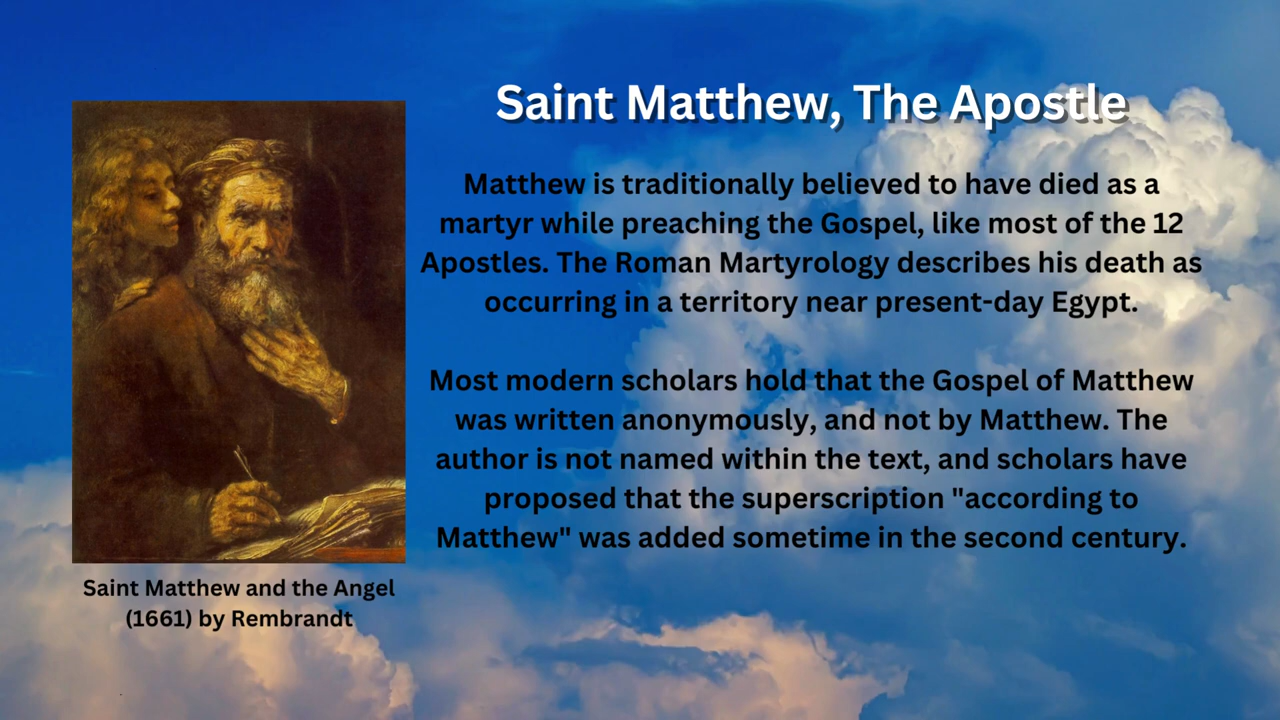 Saint Matthew, The Apostle
Matthew is traditionally believed to have died as a
martyr while preaching the Gospel, like most of the 12
Apostles. The Roman Martyrology describes his death as
occurring in a territory near present-day Egypt.
Most modern scholars hold that the Gospel of Matthew
was written anonymously, and not by Matthew. The
author is not named within the text, and scholars have
proposed that the superscription "according to
Matthew" was added sometime in the second century.
Saint Matthew and the Angel
(1661) by Rembrandt